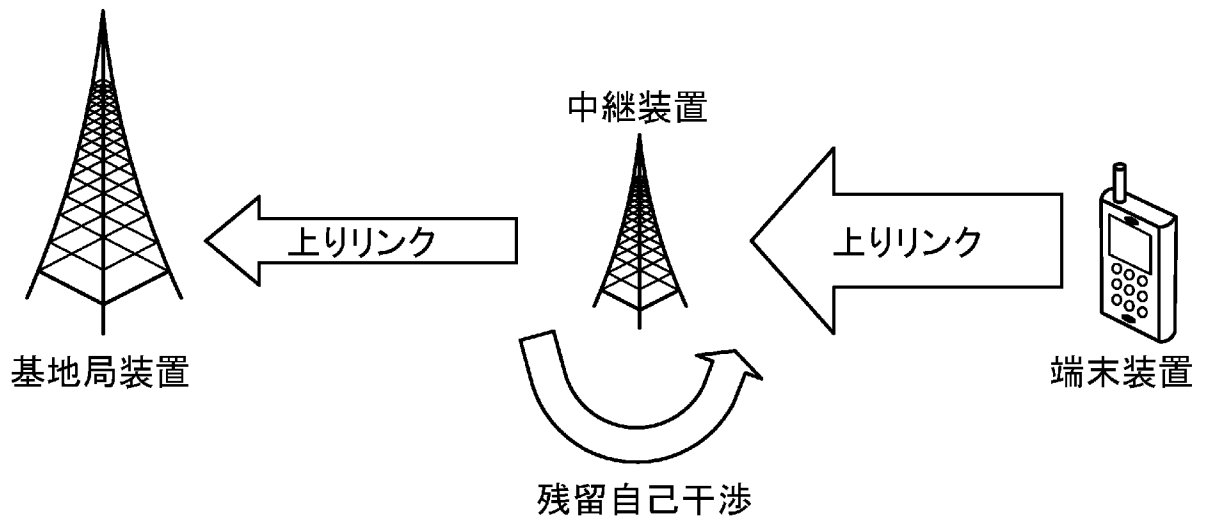 中継装置
上りリンク
上りリンク
基地局装置
端末装置
残留自己干渉